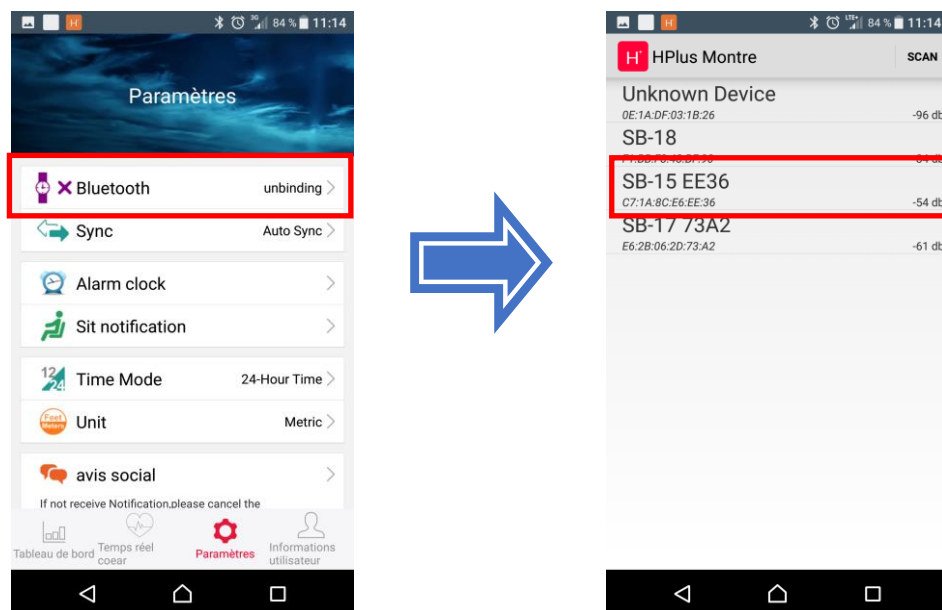 H 3G 84 % 11:14
Paramètres
Bluetooth unbinding
Sync Auto Sync
Alarm clock
Sit notification
12 24 Time Mode 24-Hour Time
Feet Meters Unit Metric
avis social
If not receive Notification,please cancel the
Tableau de bord
Temps réel
coear
Paramètres
Informations
utilisateur
H LTE 84 % 11:14
H HPlus Montre SCAN
Unknown Device
0E:1A:DF:03:1B:26 -96 db
SB-18
SB-15 EE36
C7:1A:8C:E6:EE:36 -54 db
SB-17 73A2
E6:2B:06:2D:73:A2 -61 db